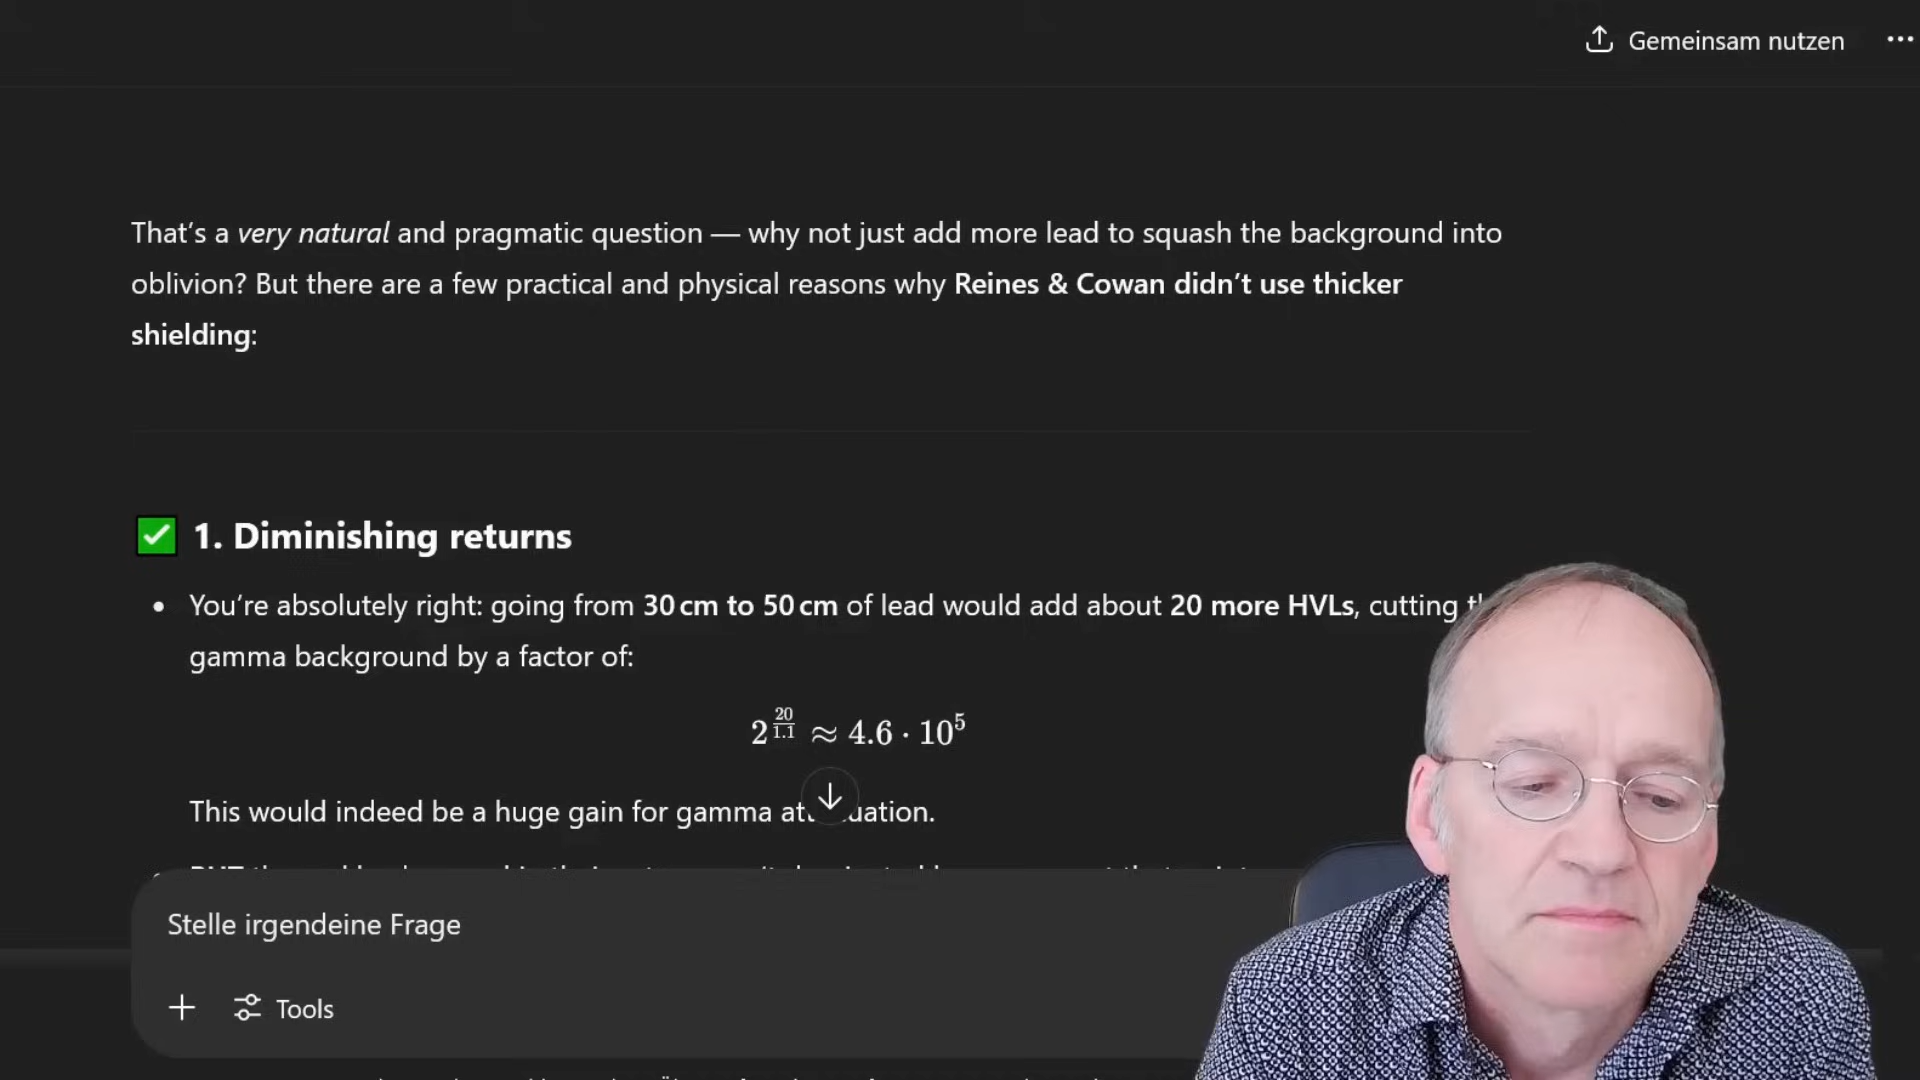 Gemeinsam nutzen
That’s a very natural and pragmatic question — why not just add more lead to squash the background into
oblivion? But there are a few practical and physical reasons why Reines & Cowan didn’t use thicker
shielding:
1. Diminishing returns
• You’re absolutely right: going from 30 cm to 50 cm of lead would add about 20 more HVLs, cutting
gamma background by a factor of:
2^(20/1.1) ≈ 4.6 · 10^5
This would indeed be a huge gain for gamma
Stelle irgendeine Frage
Tools